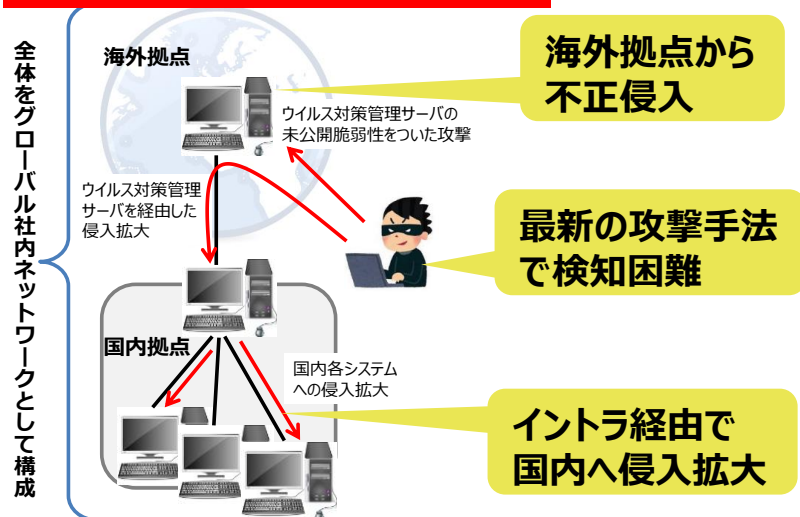 全体をグローバル社内ネットワークとして構成
海外拠点
ウイルス対策管理サーバの
未公開脆弱性をついた攻撃
海外拠点から
不正侵入
ウイルス対策管理
サーバを経由した
侵入拡大
最新の攻撃手法
で検知困難
国内拠点
国内各システム
への侵入拡大
イントラ経由で
国内へ侵入拡大